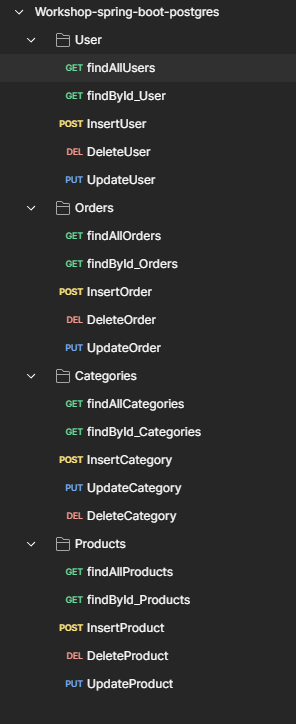 Workshop-spring-boot-postgres
User
GET findAllUsers
GET findById_User
POST InsertUser
DEL DeleteUser
PUT UpdateUser
Orders
GET findAllOrders
GET findById_Orders
POST InsertOrder
DEL DeleteOrder
PUT UpdateOrder
Categories
GET findAllCategories
GET findById_Categories
POST InsertCategory
PUT UpdateCategory
DEL DeleteCategory
Products
GET findAllProducts
GET findById_Products
POST InsertProduct
DEL DeleteProduct
PUT UpdateProduct